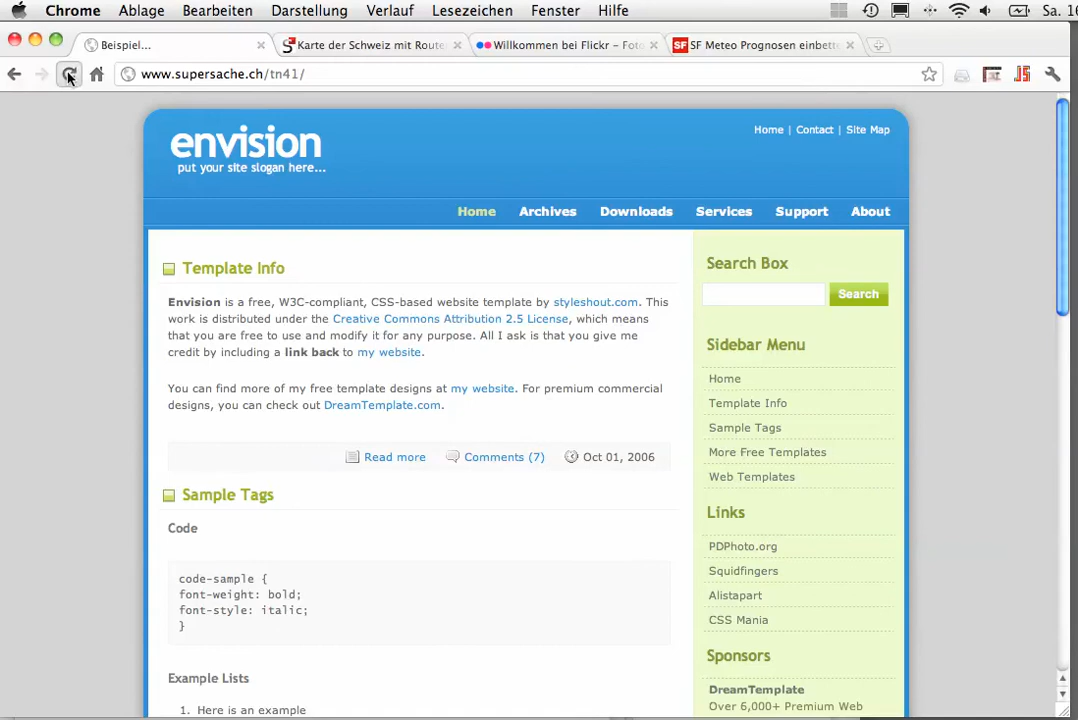 Chrome Ablage Bearbeiten Darstellung Verlauf Lesezeichen Fenster Hilfe Sa. 16
Beispiel... Karte der Schweiz mit Route Willkommen bei Flickr – Fot SF SF Meteo Prognosen einbett
www.supersache.ch/tn41/
envision
put your site slogan here...
Home | Contact | Site Map
Home Archives Downloads Services Support About
Template Info
Envision is a free, W3C-compliant, CSS-based website template by styleshout.com. This
work is distributed under the Creative Commons Attribution 2.5 License, which means
that you are free to use and modify it for any purpose. All I ask is that you give me
credit by including a link back to my website.
You can find more of my free template designs at my website. For premium commercial
designs, you can check out DreamTemplate.com.
Read more Comments (7) Oct 01, 2006
Sample Tags
Code
code-sample {
font-weight: bold;
font-style: italic;
}
Example Lists
1. Here is an example
Search Box
Search
Sidebar Menu
Home
Template Info
Sample Tags
More Free Templates
Web Templates
Links
PDPhoto.org
Squidfingers
Alistapart
CSS Mania
Sponsors
DreamTemplate
Over 6,000+ Premium Web